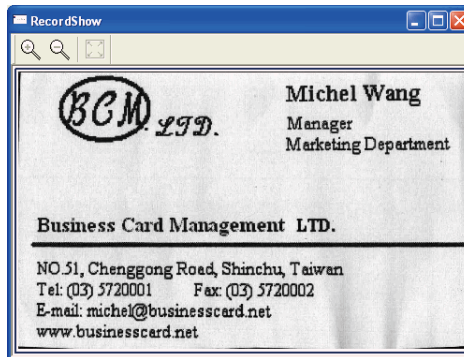 RecordShow
BCM. LTD.
Michel Wang
Manager
Marketing Department
Business Card Management LTD.
NO.51, Chenggong Road, Shinchu, Taiwan
Tel: (03) 5720001 Fax: (03) 5720002
E-mail: michel@businesscard.net
www.businesscard.net